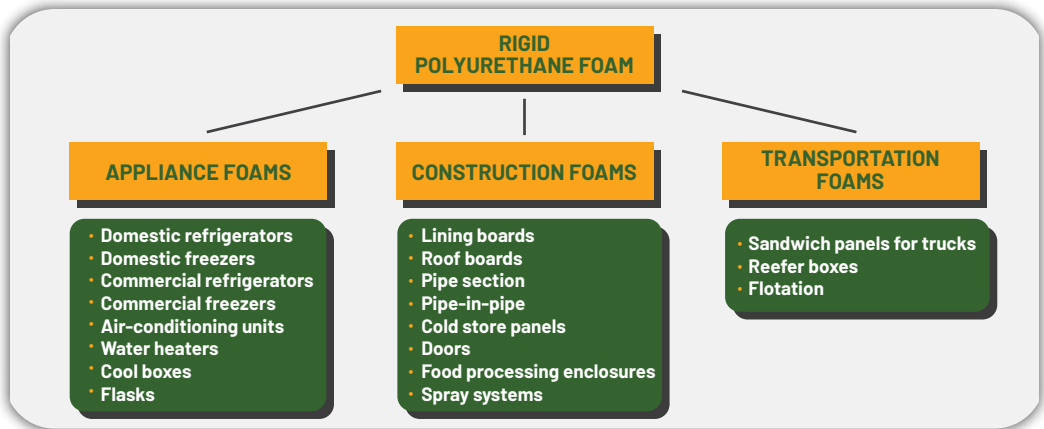 RIGID
POLYURETHANE FOAM
APPLIANCE FOAMS
• Domestic refrigerators
• Domestic freezers
• Commercial refrigerators
• Commercial freezers
• Air-conditioning units
• Water heaters
• Cool boxes
• Flasks
CONSTRUCTION FOAMS
• Lining boards
• Roof boards
• Pipe section
• Pipe-in-pipe
• Cold store panels
• Doors
• Food processing enclosures
• Spray systems
TRANSPORTATION
FOAMS
• Sandwich panels for trucks
• Reefer boxes
• Flotation